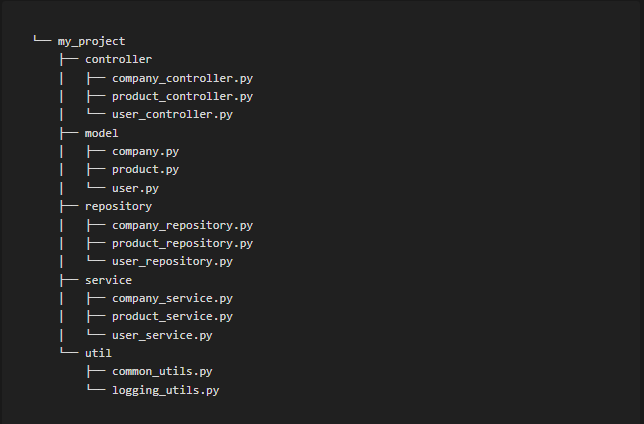 └── my_project
    ├── controller
    │   ├── company_controller.py
    │   ├── product_controller.py
    │   └── user_controller.py
    ├── model
    │   ├── company.py
    │   ├── product.py
    │   └── user.py
    ├── repository
    │   ├── company_repository.py
    │   ├── product_repository.py
    │   └── user_repository.py
    ├── service
    │   ├── company_service.py
    │   ├── product_service.py
    │   └── user_service.py
    └── util
        ├── common_utils.py
        └── logging_utils.py